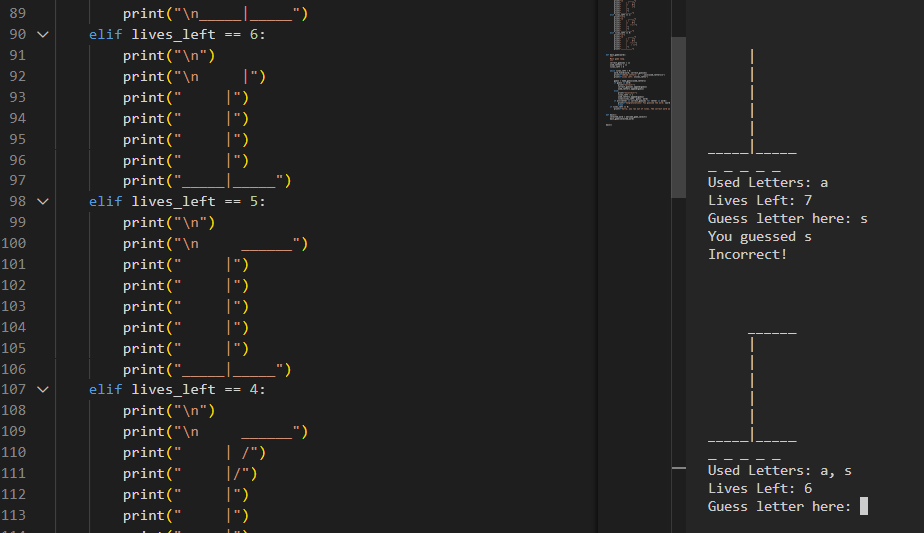 89 print("\n_____|_____")
90 elif lives_left == 6:
91 print("\n")
92 print("\n     |")
93 print("     |")
94 print("     |")
95 print("     |")
96 print("     |")
97 print("_____|_____")
98 elif lives_left == 5:
99 print("\n")
100 print("\n     ______")
101 print("     |")
102 print("     |")
103 print("     |")
104 print("     |")
105 print("     |")
106 print("_____|_____")
107 elif lives_left == 4:
108 print("\n")
109 print("\n     ______")
110 print("     | /")
111 print("     |/")
112 print("     |")
113 print("     |")
     |
     |
     |
     |
     |
_____|_____
_ _ _ _ _
Used Letters: a
Lives Left: 7
Guess letter here: s
You guessed s
Incorrect!
     ______
     |
     |
     |
     |
     |
_____|_____
_ _ _ _ _
Used Letters: a, s
Lives Left: 6
Guess letter here: